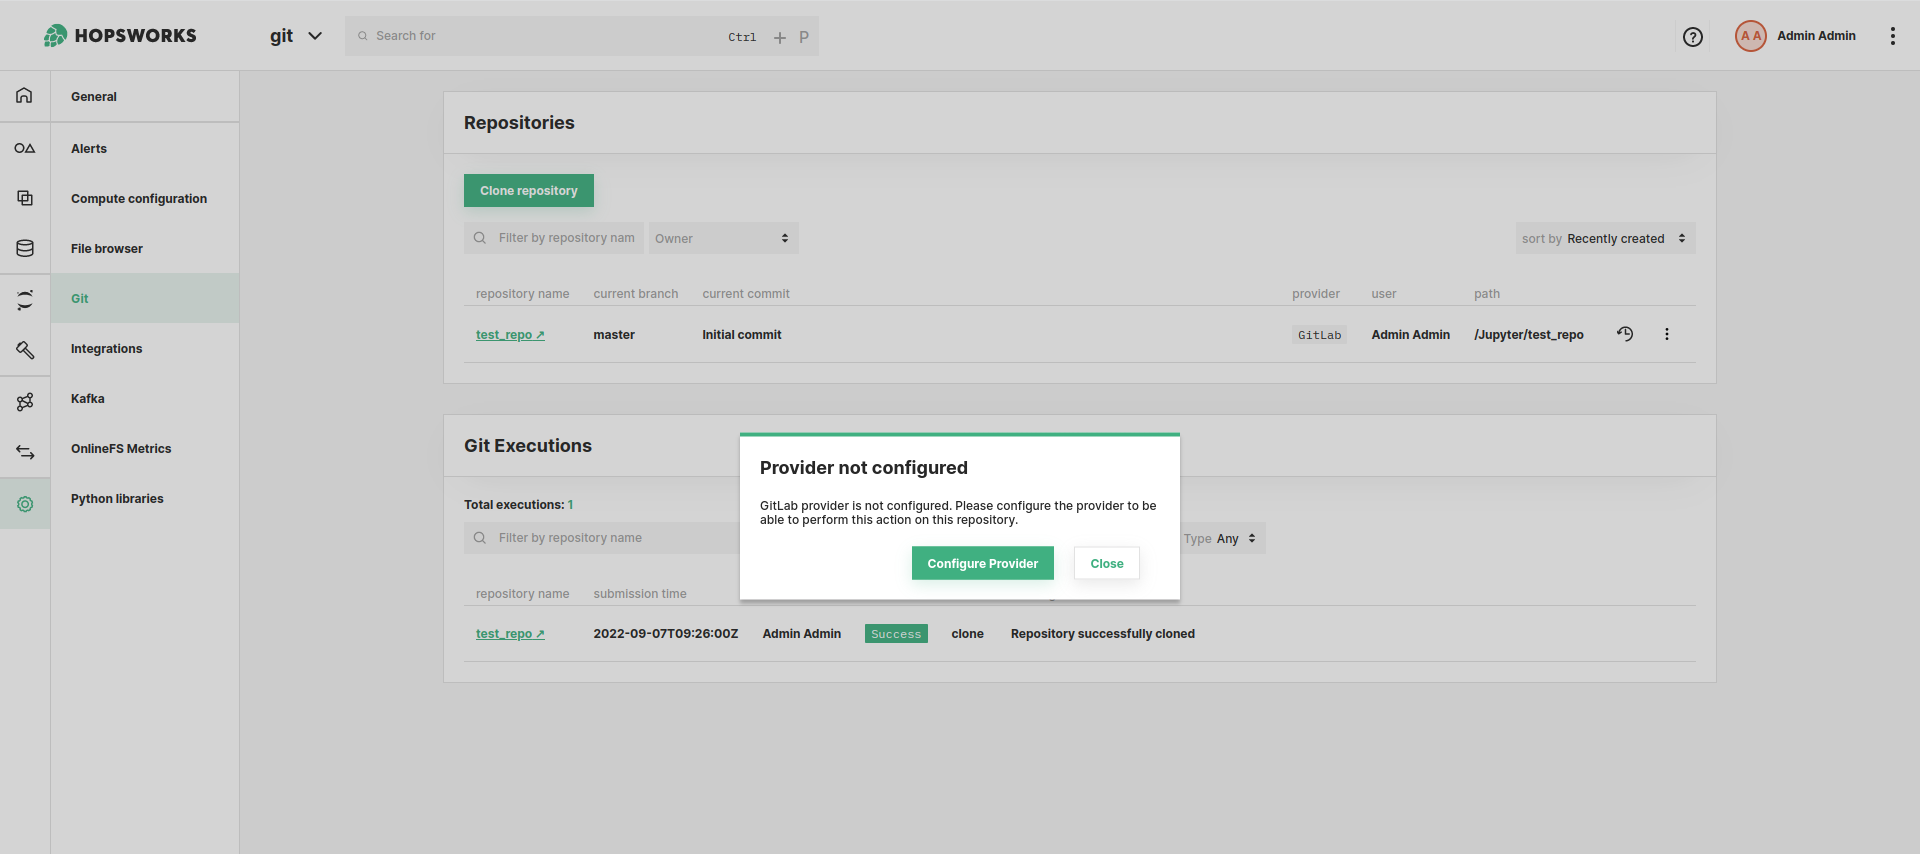 HOPSWORKS
git
Search for
Ctrl + P
A A
Admin Admin
General
Alerts
Compute configuration
File browser
Git
Integrations
Kafka
OnlineFS Metrics
Python libraries
Repositories
Clone repository
Filter by repository nam
Owner
sort by Recently created
repository name current branch current commit provider user path
test_repo ↗ master Initial commit GitLab Admin Admin /Jupyter/test_repo
Git Executions
Total executions: 1
Filter by repository name
Type Any
Provider not configured
GitLab provider is not configured. Please configure the provider to be
able to perform this action on this repository.
Configure Provider
Close
repository name submission time
test_repo ↗ 2022-09-07T09:26:00Z Admin Admin Success clone Repository successfully cloned